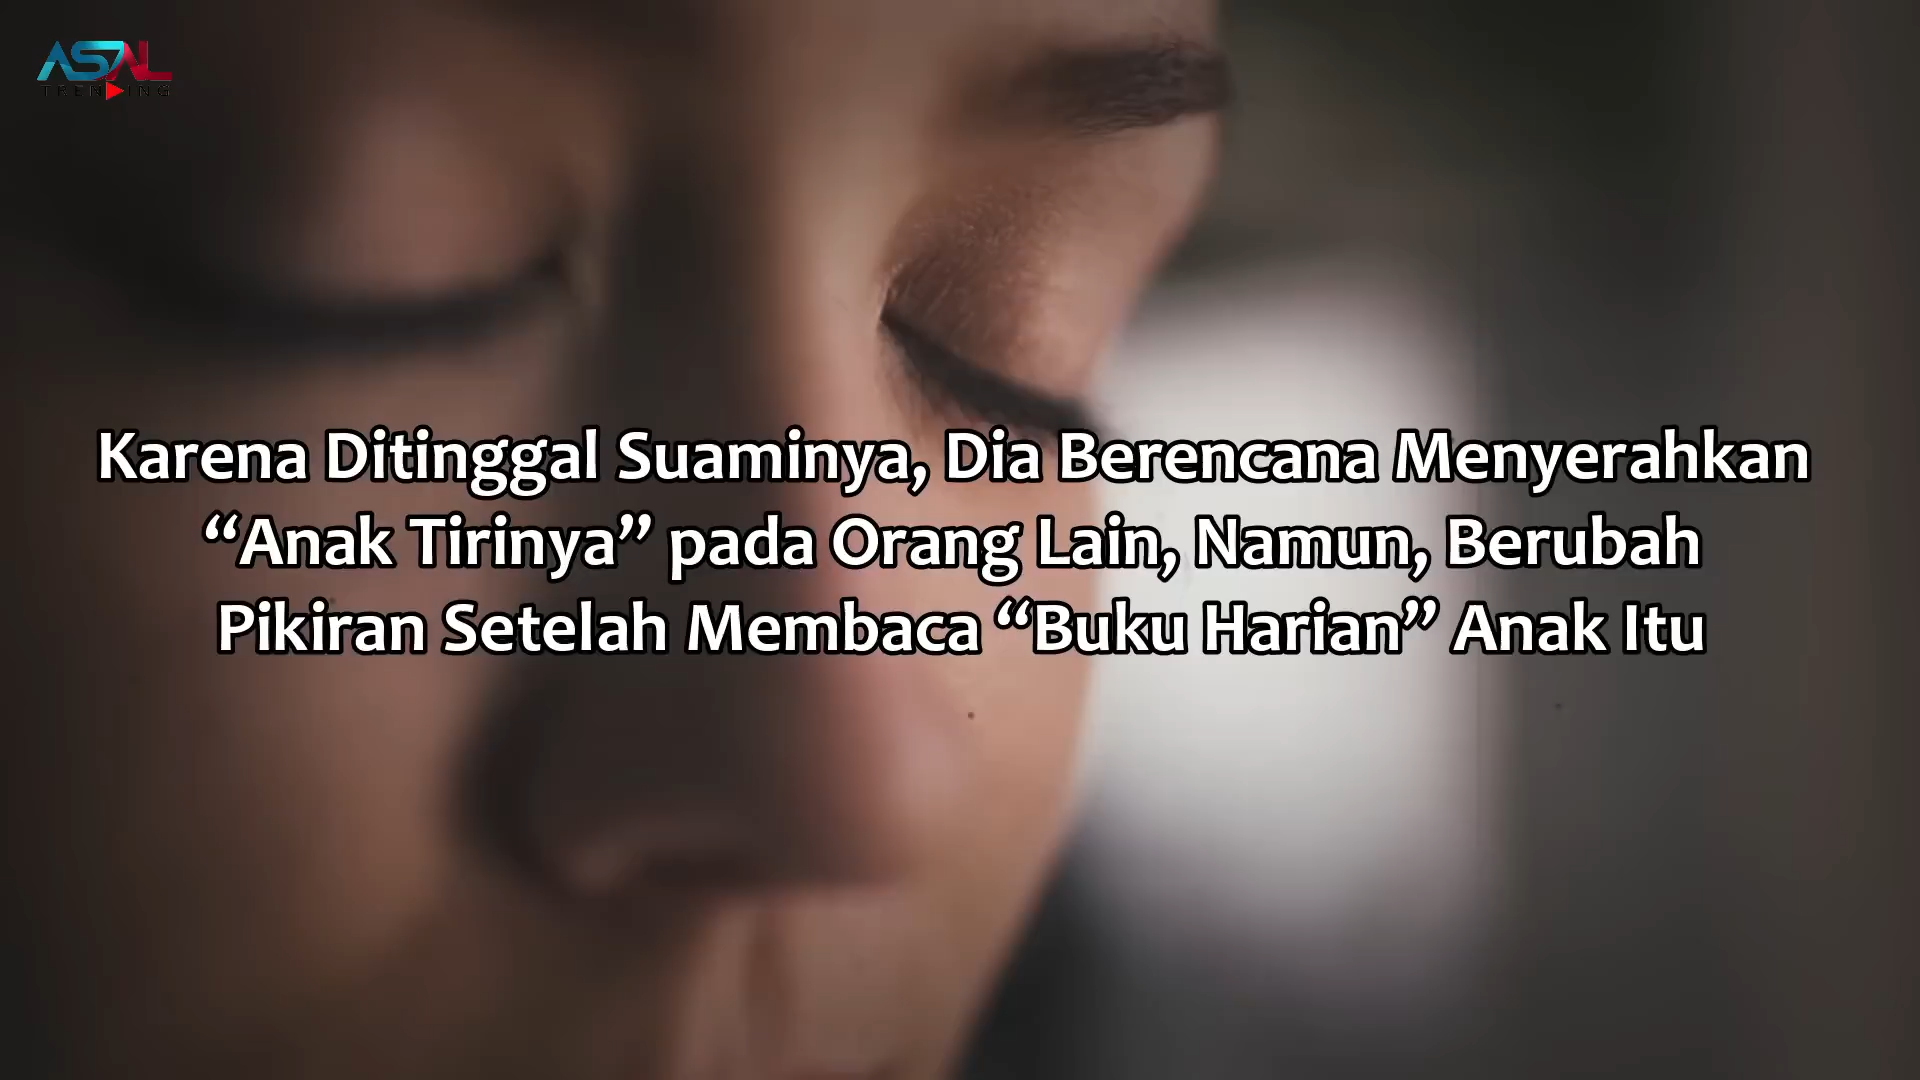 ASAL
TRENDING
Karena Ditinggal Suaminya, Dia Berencana Menyerahkan
“Anak Tirinya” pada Orang Lain, Namun, Berubah
Pikiran Setelah Membaca “Buku Harian” Anak Itu